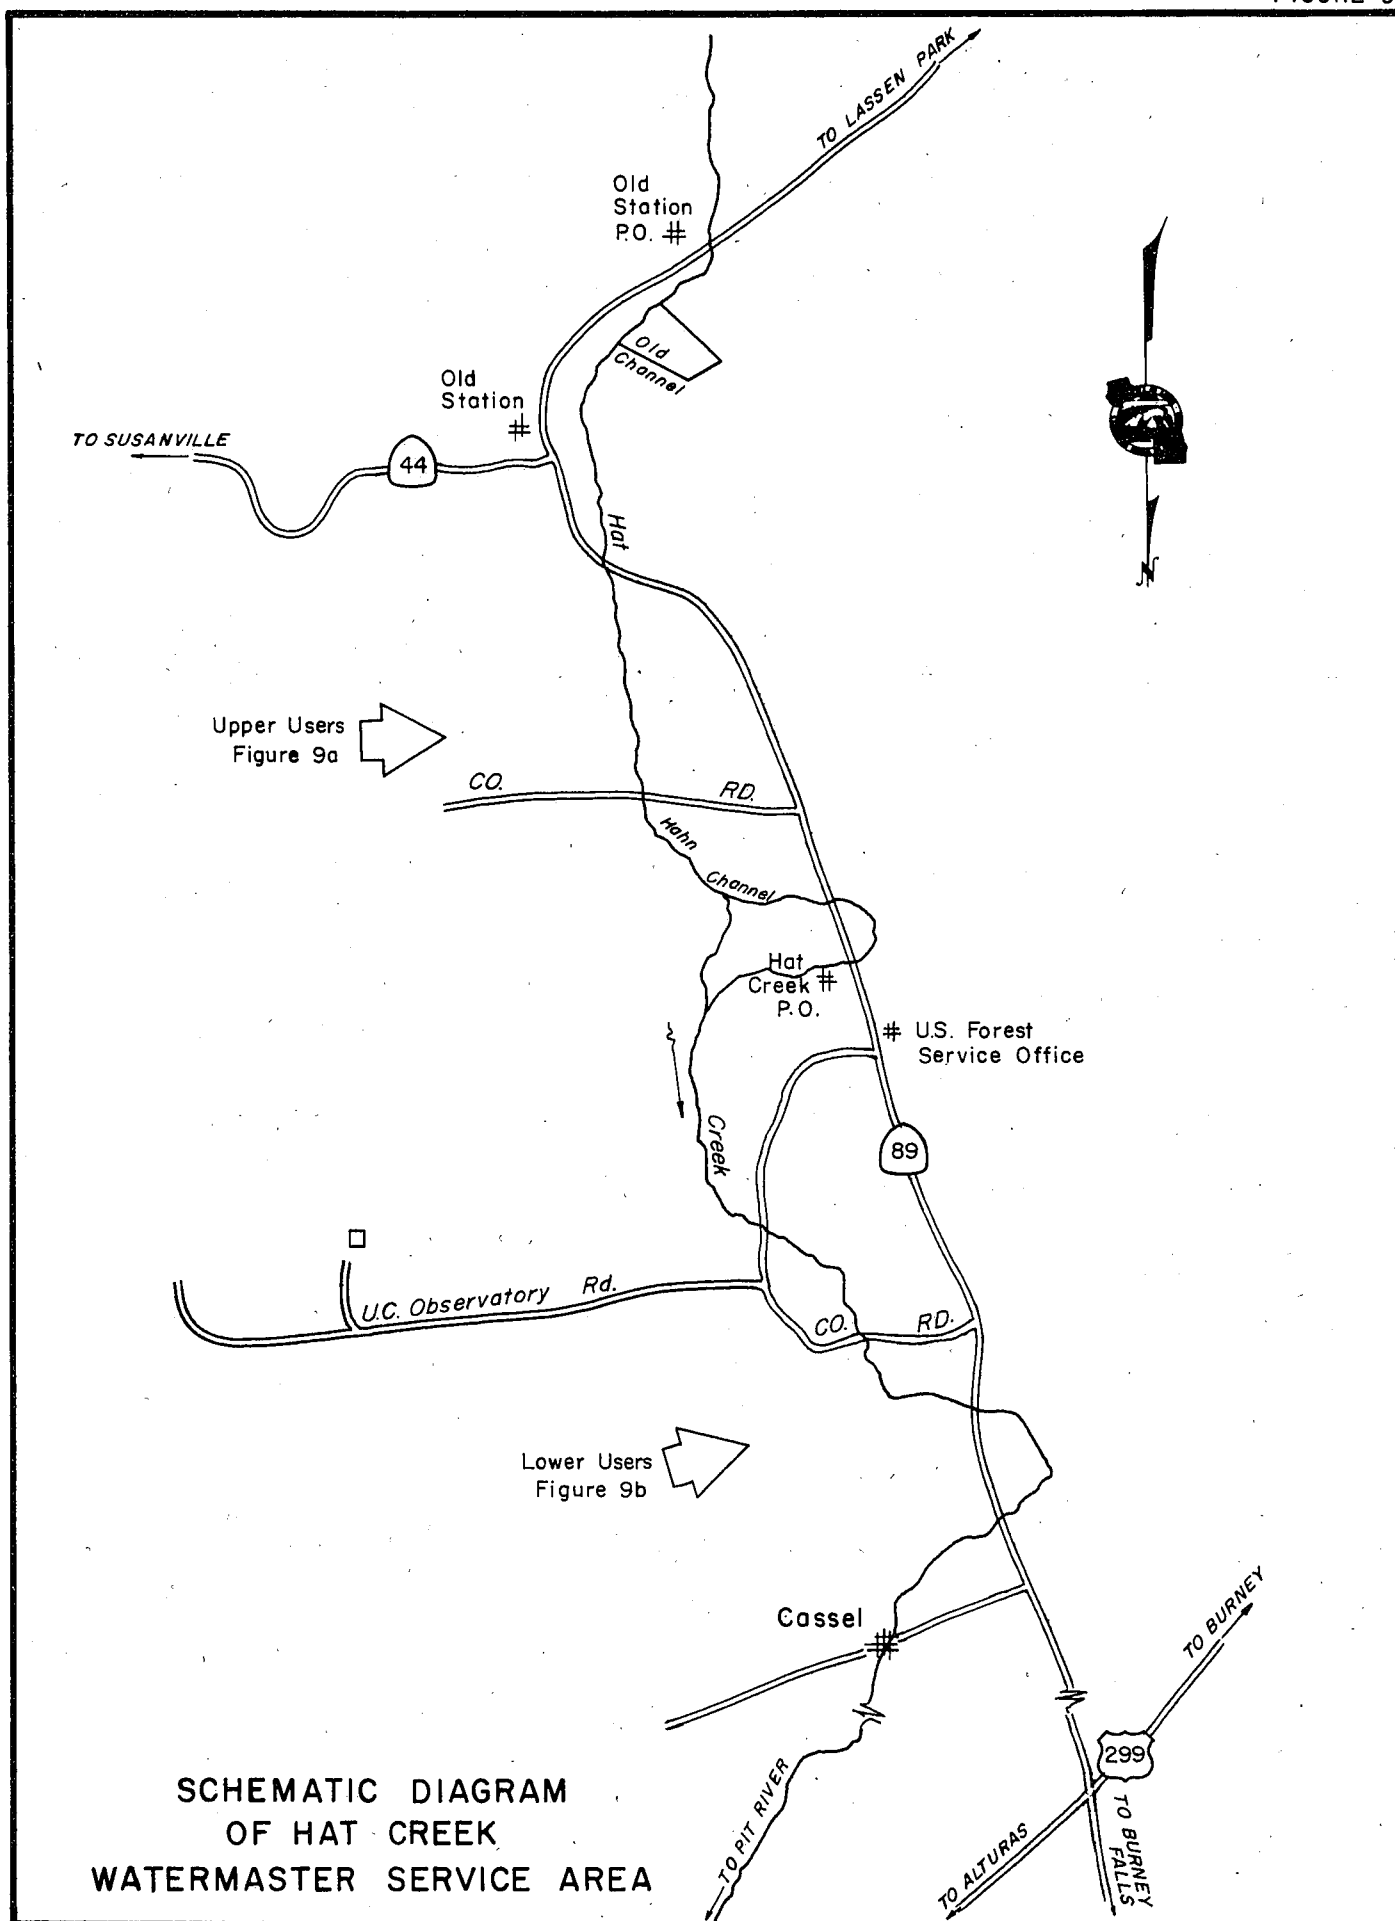 TO LASSEN PARK
Old
Station
P.O.
Old
Channel
Old
Station
TO SUSANVILLE
44
Hat
N
Upper Users
Figure 9a
CO. RD.
Hahn
Channel
Hat
Creek
P.O.
U.S. Forest
Service Office
Creek
89
U.C. Observatory Rd.
CO. RD.
Lower Users
Figure 9b
Cassel
TO BURNEY
299
TO PIT RIVER
TO ALTURAS
TO BURNEY
FALLS
SCHEMATIC DIAGRAM
OF HAT CREEK
WATERMASTER SERVICE AREA